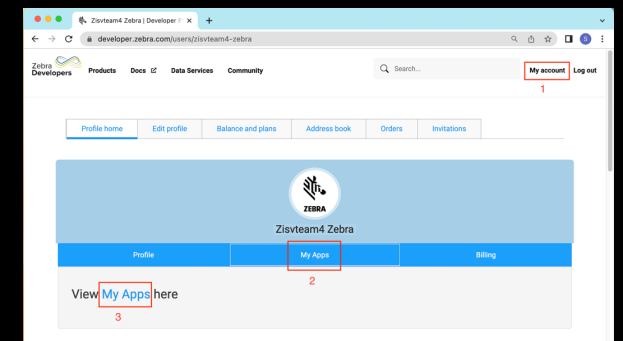 Zisvteam4 Zebra | Developer P
developer.zebra.com/users/zisvteam4-zebra
S
Zebra
Developers
Products Docs Data Services Community
Search...
My account Log out
1
Profile home Edit profile Balance and plans Address book Orders Invitations
ZEBRA
Zisvteam4 Zebra
Profile My Apps Billing
2
View My Apps here
3